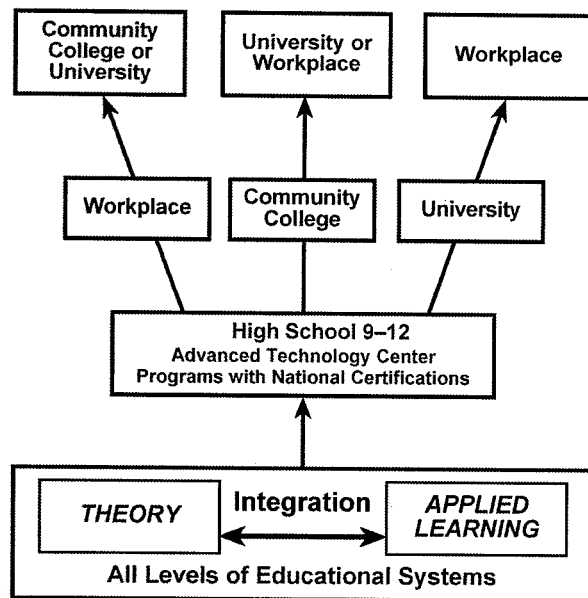 Community
College or
University
University or
Workplace
Workplace
Workplace
Community
College
University
High School 9–12
Advanced Technology Center
Programs with National Certifications
THEORY
Integration
APPLIED
LEARNING
All Levels of Educational Systems